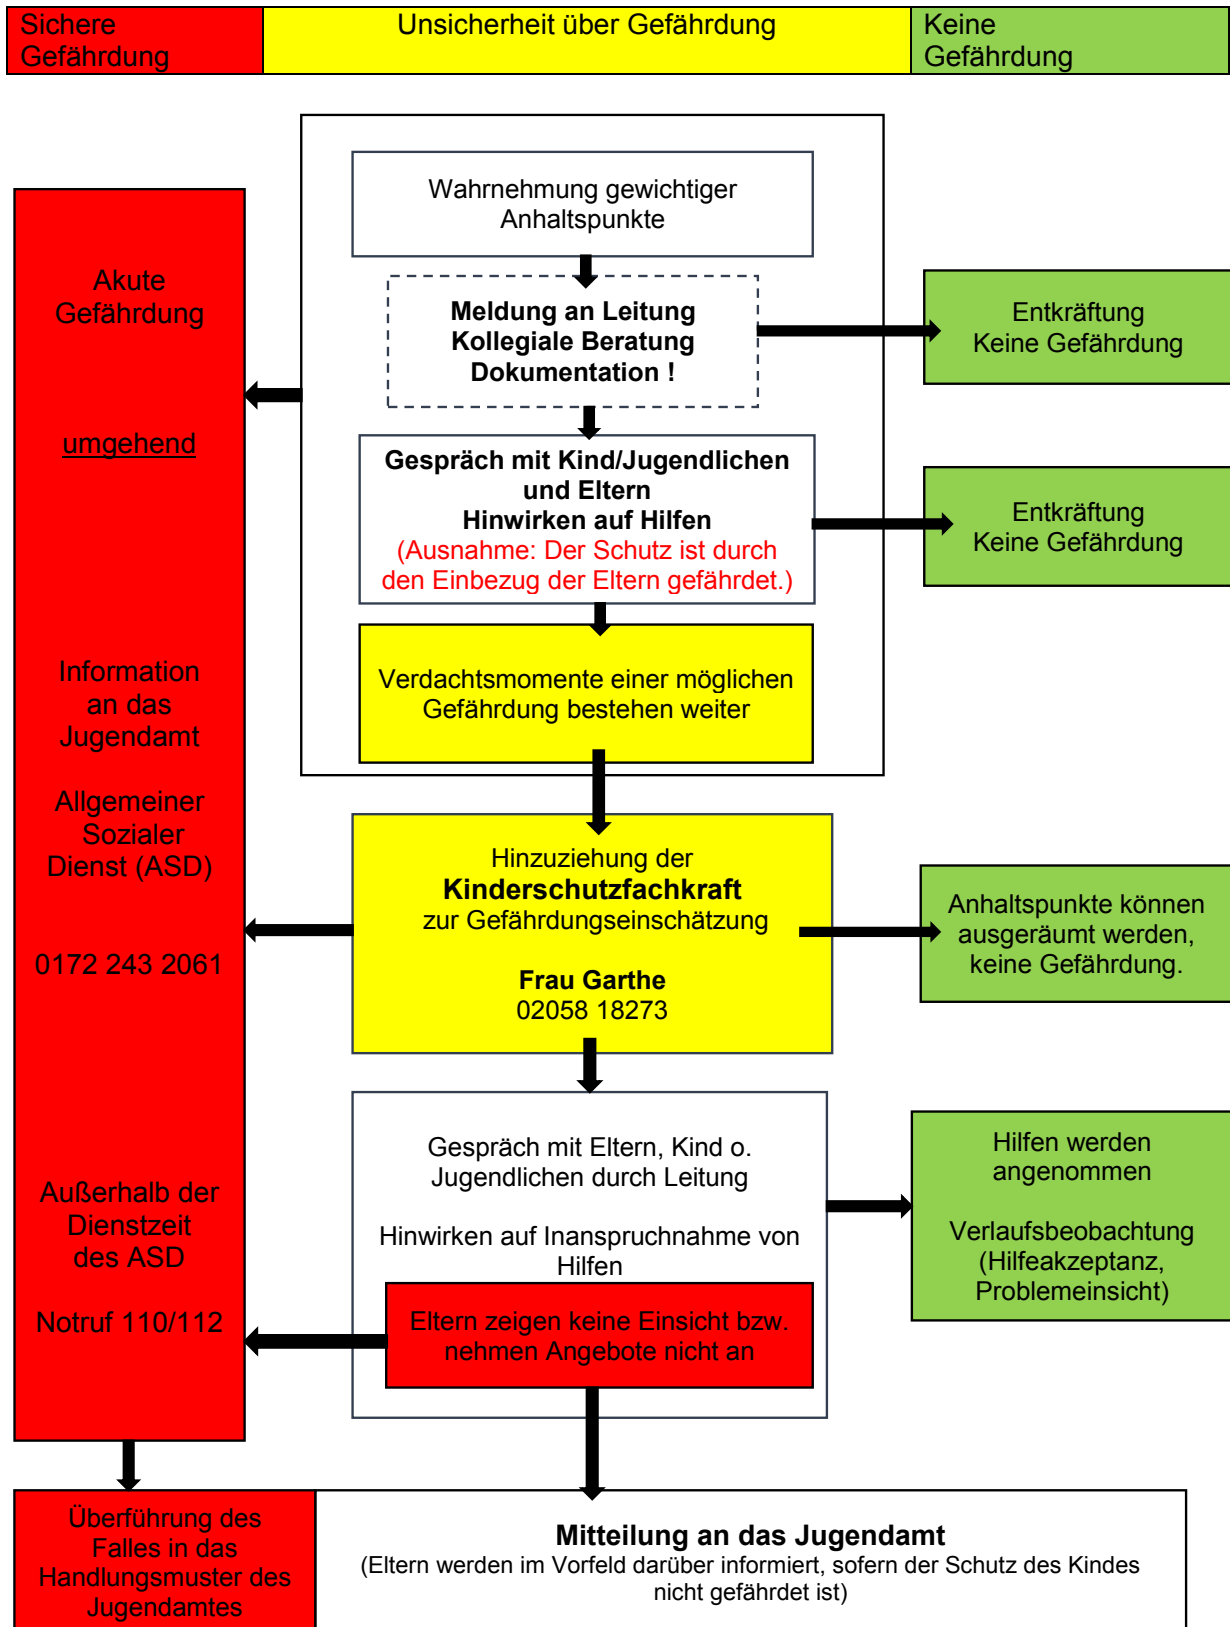 Sichere
Gefährdung
Unsicherheit über Gefährdung
Keine
Gefährdung
Wahrnehmung gewichtiger
Anhaltspunkte
Meldung an Leitung
Kollegiale Beratung
Dokumentation !
Entkräftung
Keine Gefährdung
Gespräch mit Kind/Jugendlichen
und Eltern
Hinwirken auf Hilfen
(Ausnahme: Der Schutz ist durch
den Einbezug der Eltern gefährdet.)
Entkräftung
Keine Gefährdung
Verdachtsmomente einer möglichen
Gefährdung bestehen weiter
Hinzuziehung der
Kinderschutzfachkraft
zur Gefährdungseinschätzung
Frau Garthe
02058 18273
Anhaltspunkte können
ausgeräumt werden,
keine Gefährdung.
Gespräch mit Eltern, Kind o.
Jugendlichen durch Leitung
Hinwirken auf Inanspruchnahme von
Hilfen
Eltern zeigen keine Einsicht bzw.
nehmen Angebote nicht an
Hilfen werden
angenommen
Verlaufsbeobachtung
(Hilfeakzeptanz,
Problemeinsicht)
Akute
Gefährdung
umgehend
Information
an das
Jugendamt
Allgemeiner
Sozialer
Dienst (ASD)
0172 243 2061
Außerhalb der
Dienstzeit
des ASD
Notruf 110/112
Überführung des
Falles in das
Handlungsmuster des
Jugendamtes
Mitteilung an das Jugendamt
(Eltern werden im Vorfeld darüber informiert, sofern der Schutz des Kindes
nicht gefährdet ist)